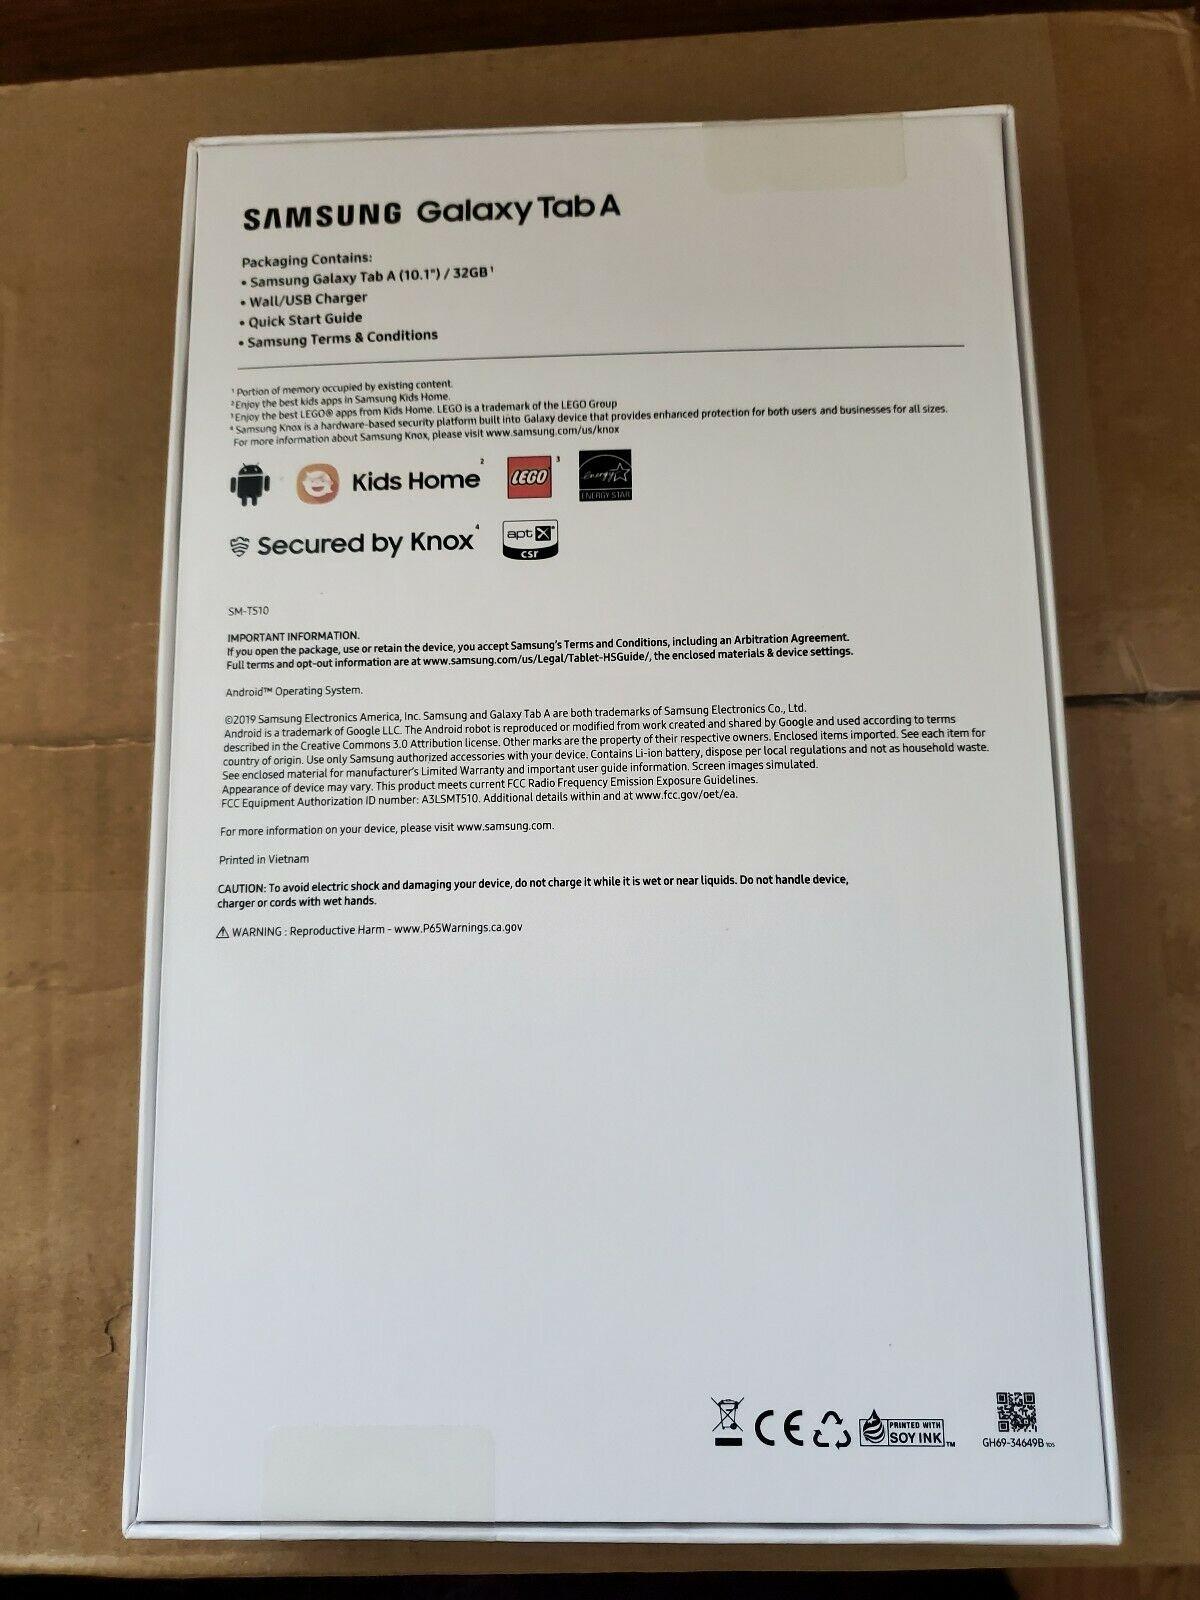 SAMSUNG Galaxy Tab A
Packaging Contains:
• Samsung Galaxy Tab A (10.1") / 32GB¹
• Wall/USB Charger
• Quick Start Guide
• Samsung Terms & Conditions
¹ Portion of memory occupied by existing content.
² Enjoy the best kids apps in Samsung Kids Home.
³ Enjoy the best LEGO® apps from Kids Home. LEGO is a trademark of the LEGO Group
⁴ Samsung Knox is a hardware-based security platform built into Galaxy device that provides enhanced protection for both users and businesses for all sizes.
For more information about Samsung Knox, please visit www.samsung.com/us/knox
Kids Home² LEGO³ energy ENERGY STAR
Secured by Knox⁴ aptX csr
SM-T510
IMPORTANT INFORMATION.
If you open the package, use or retain the device, you accept Samsung's Terms and Conditions, including an Arbitration Agreement.
Full terms and opt-out information are at www.samsung.com/us/Legal/Tablet-HSGuide/, the enclosed materials & device settings.
Android™ Operating System.
©2019 Samsung Electronics America, Inc. Samsung and Galaxy Tab A are both trademarks of Samsung Electronics Co., Ltd.
Android is a trademark of Google LLC. The Android robot is reproduced or modified from work created and shared by Google and used according to terms
described in the Creative Commons 3.0 Attribution license. Other marks are the property of their respective owners. Enclosed items imported. See each item for
country of origin. Use only Samsung authorized accessories with your device. Contains Li-ion battery, dispose per local regulations and not as household waste.
See enclosed material for manufacturer's Limited Warranty and important user guide information. Screen images simulated.
Appearance of device may vary. This product meets current FCC Radio Frequency Emission Exposure Guidelines.
FCC Equipment Authorization ID number: A3LSMT510. Additional details within and at www.fcc.gov/oet/ea.
For more information on your device, please visit www.samsung.com.
Printed in Vietnam
CAUTION: To avoid electric shock and damaging your device, do not charge it while it is wet or near liquids. Do not handle device,
charger or cords with wet hands.
⚠ WARNING : Reproductive Harm - www.P65Warnings.ca.gov
CE PRINTED WITH
SOY INK™
GH69-34649B